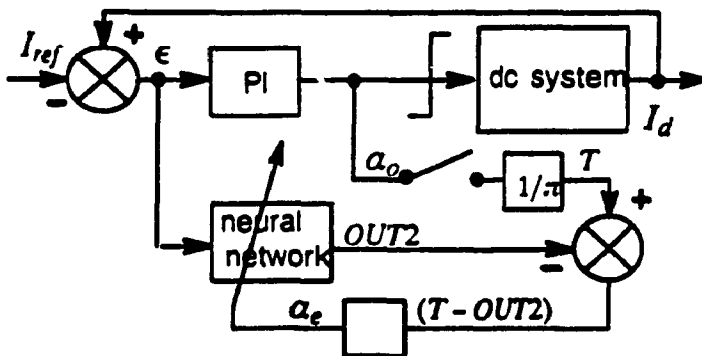 +
I_ref
ϵ
PI
dc system
−
I_d
a_o
1/π
T
+
neural
network
OUT2
−
a_e
(T - OUT2)